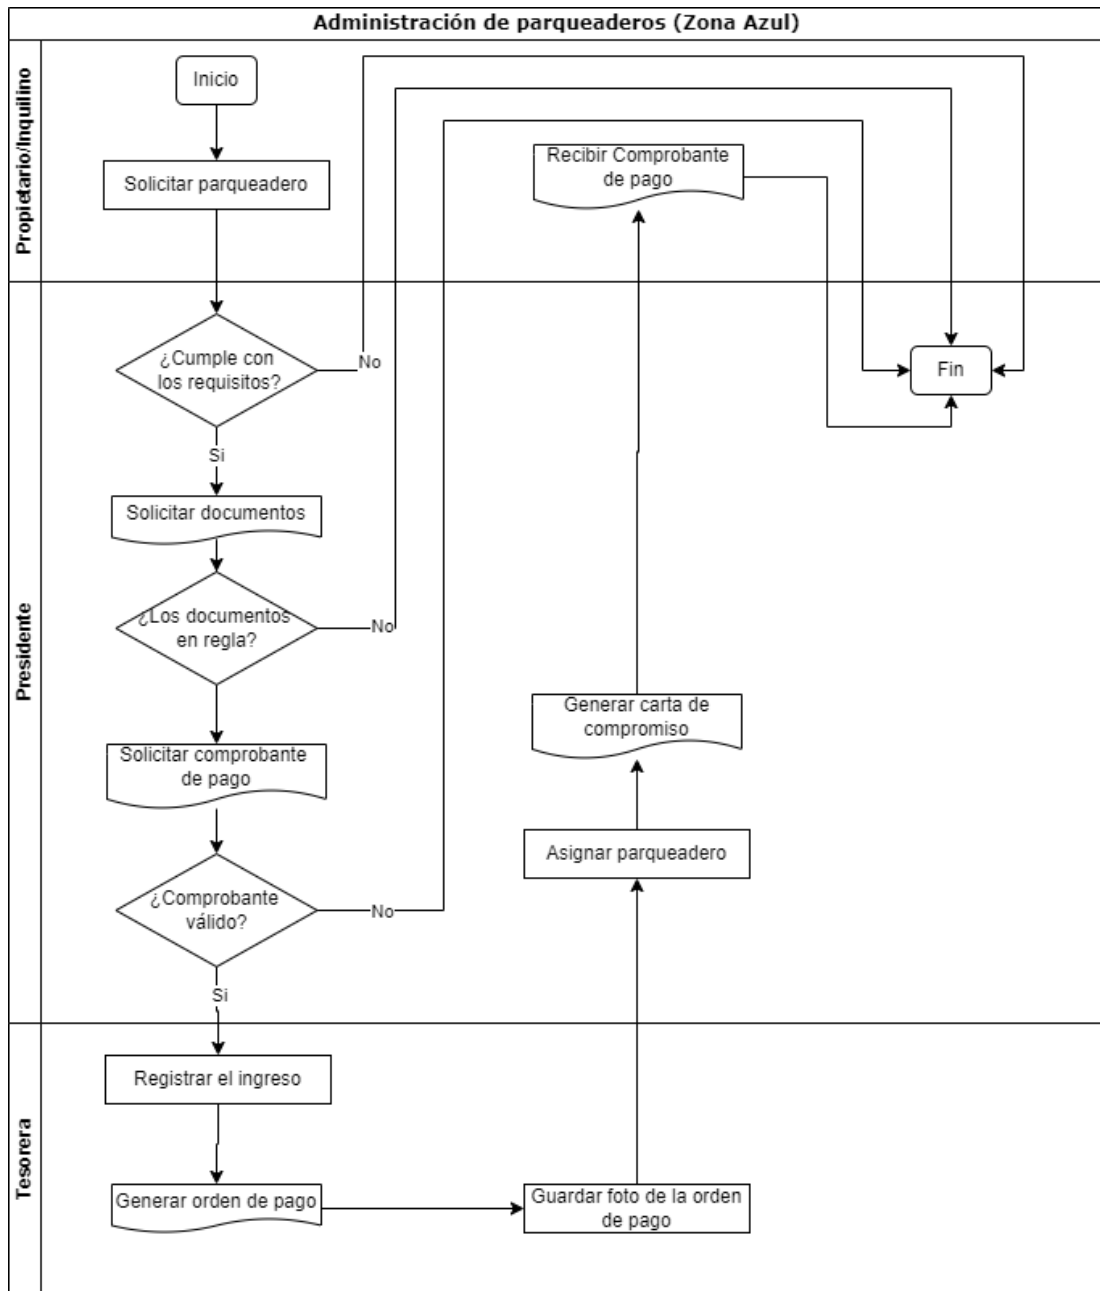 Administración de parqueaderos (Zona Azul)
Propietario/Inquilino
Inicio
Solicitar parqueadero
Recibir Comprobante
de pago
Presidente
¿Cumple con
los requisitos?
No
Fin
Si
Solicitar documentos
¿Los documentos
en regla?
No
Solicitar comprobante
de pago
Generar carta de
compromiso
Asignar parqueadero
¿Comprobante
válido?
No
Si
Tesorera
Registrar el ingreso
Generar orden de pago
Guardar foto de la orden
de pago